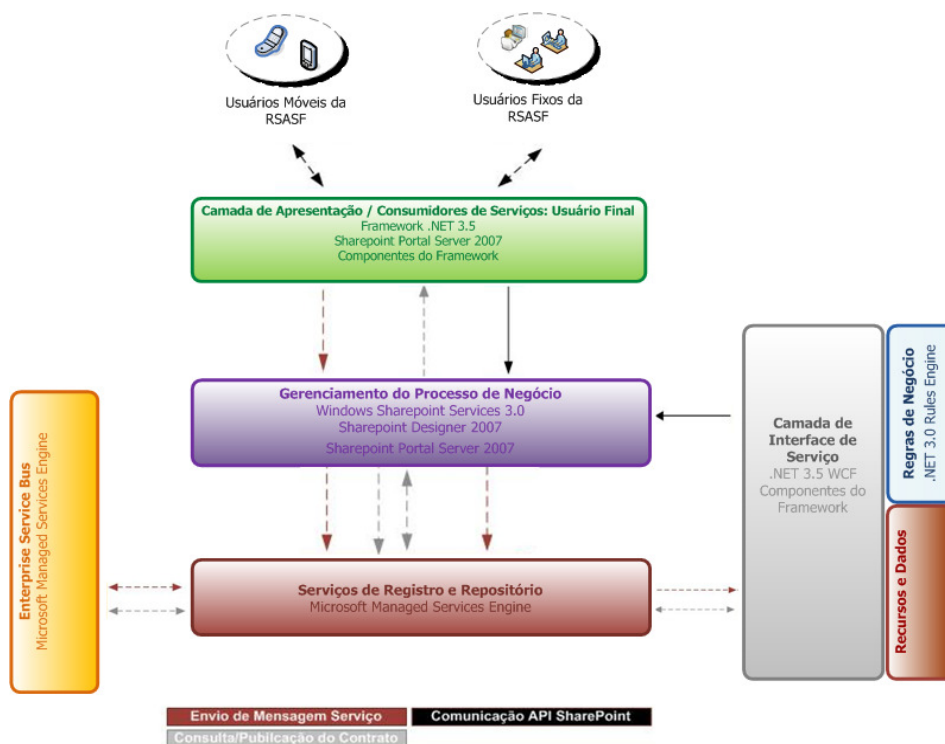 Usuários Móveis da
RSASF
Usuários Fixos da
RSASF
Camada de Apresentação / Consumidores de Serviços: Usuário Final
Framework .NET 3.5
Sharepoint Portal Server 2007
Componentes do Framework
Gerenciamento do Processo de Negócio
Windows Sharepoint Services 3.0
Sharepoint Designer 2007
Sharepoint Portal Server 2007
Enterprise Service Bus
Microsoft Managed Services Engine
Serviços de Registro e Repositório
Microsoft Managed Services Engine
Camada de
Interface de
Serviço
.NET 3.5 WCF
Componentes do
Framework
Regras de Negócio
.NET 3.0 Rules Engine
Recursos e Dados
Envio de Mensagem Serviço
Comunicação API SharePoint
Consulta/Pubilcação do Contrato